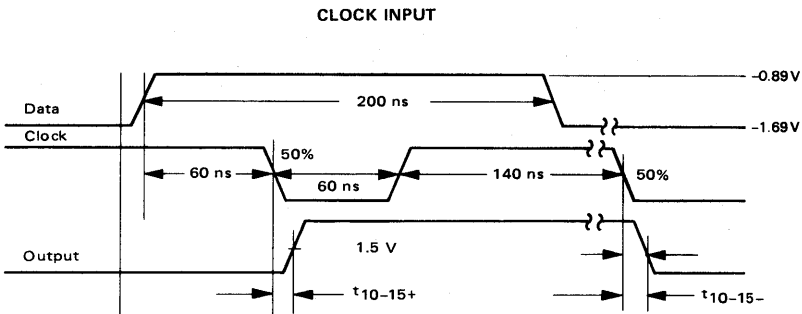 CLOCK INPUT
-0.89V
200 ns
Data
-1.69V
Clock
50%
60 ns
60 ns
140 ns
50%
1.5 V
Output
t10-15+
t10-15-